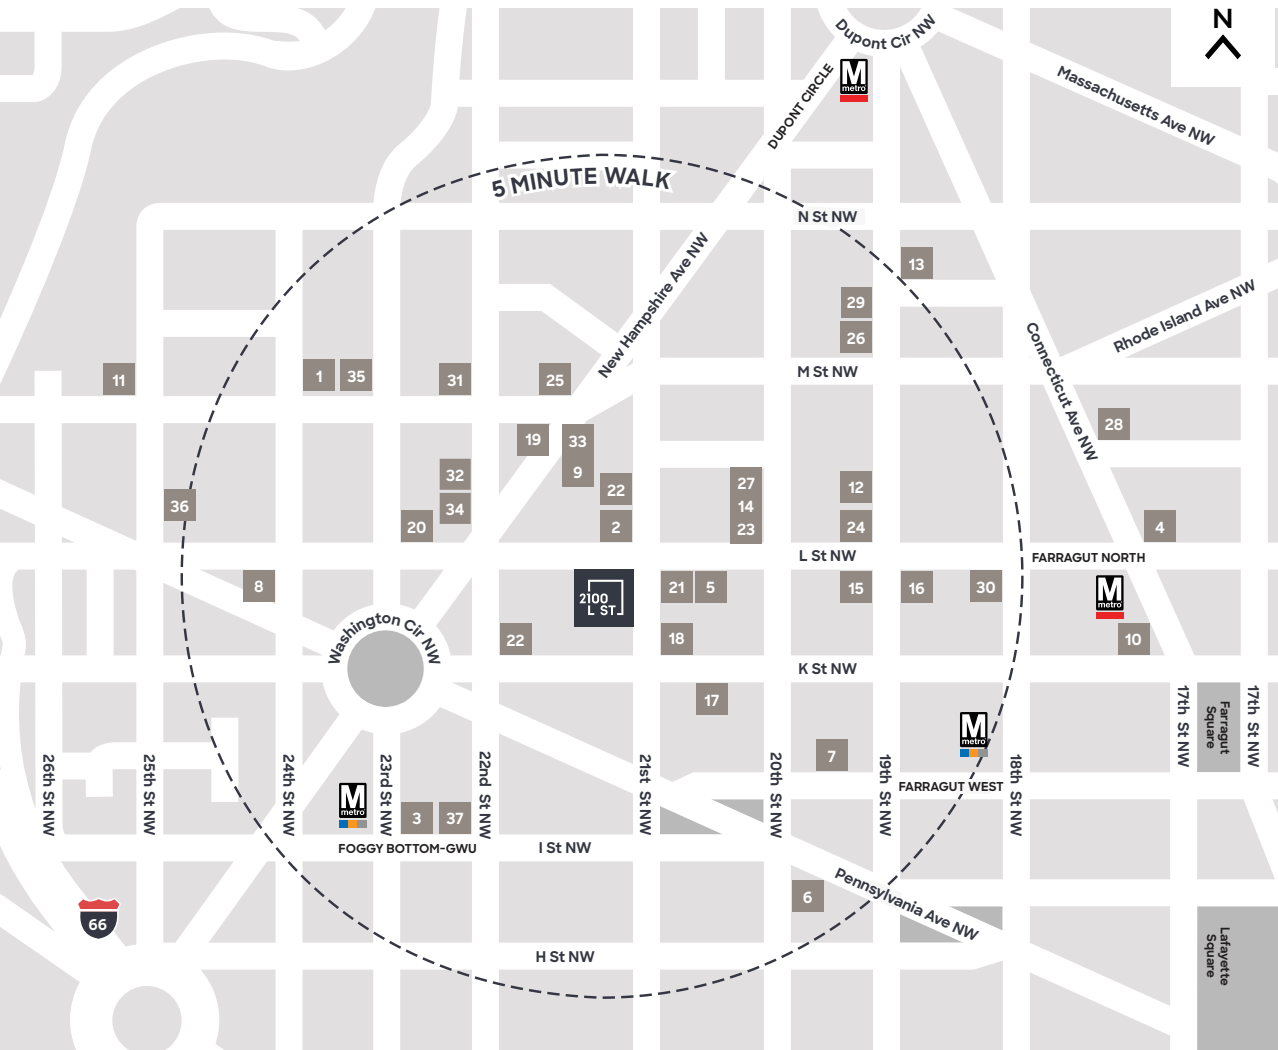 N
Dupont Cir NW
M
metro
DUPONT CIRCLE
Massachusetts Ave NW
5 MINUTE WALK
N St NW
New Hampshire Ave NW
13
29
26
Rhode Island Ave NW
Connecticut Ave NW
M St NW
11
1
35
31
25
28
19
33
9
32
34
20
22
2
27
14
23
12
24
36
4
L St NW
FARRAGUT NORTH
8
2100
L ST
21
5
15
16
30
M
metro
Washington Cir NW
22
18
10
K St NW
17
7
M
metro
FARRAGUT WEST
17th St NW
Farragut
Square
17th St NW
26th St NW
25th St NW
24th St NW
23rd St NW
22nd St NW
21st St NW
20th St NW
19th St NW
18th St NW
M
metro
3
37
FOGGY BOTTOM-GWU
I St NW
6
Pennsylvania Ave NW
66
H St NW
Lafayette
Square